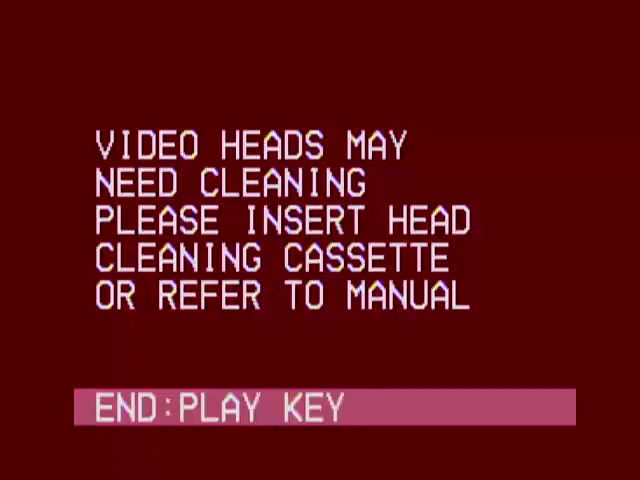 VIDEO HEADS MAY
NEED CLEANING
PLEASE INSERT HEAD
CLEANING CASSETTE
OR REFER TO MANUAL
END:PLAY KEY